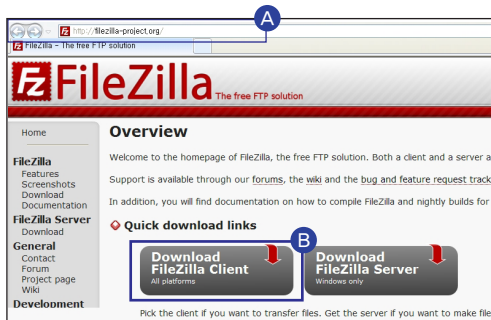 A
http://filezilla-project.org/
FileZilla - The free FTP solution
Fz FileZilla The free FTP solution
Home
FileZilla
Features
Screenshots
Download
Documentation
FileZilla Server
Download
General
Contact
Forum
Project page
Wiki
Development
Overview
Welcome to the homepage of FileZilla, the free FTP solution. Both a client and a server a
Support is available through our forums, the wiki and the bug and feature request track
In addition, you will find documentation on how to compile FileZilla and nightly builds for
Quick download links
B
Download
FileZilla Client
All platforms
Download
FileZilla Server
Windows only
Pick the client if you want to transfer files. Get the server if you want to make file